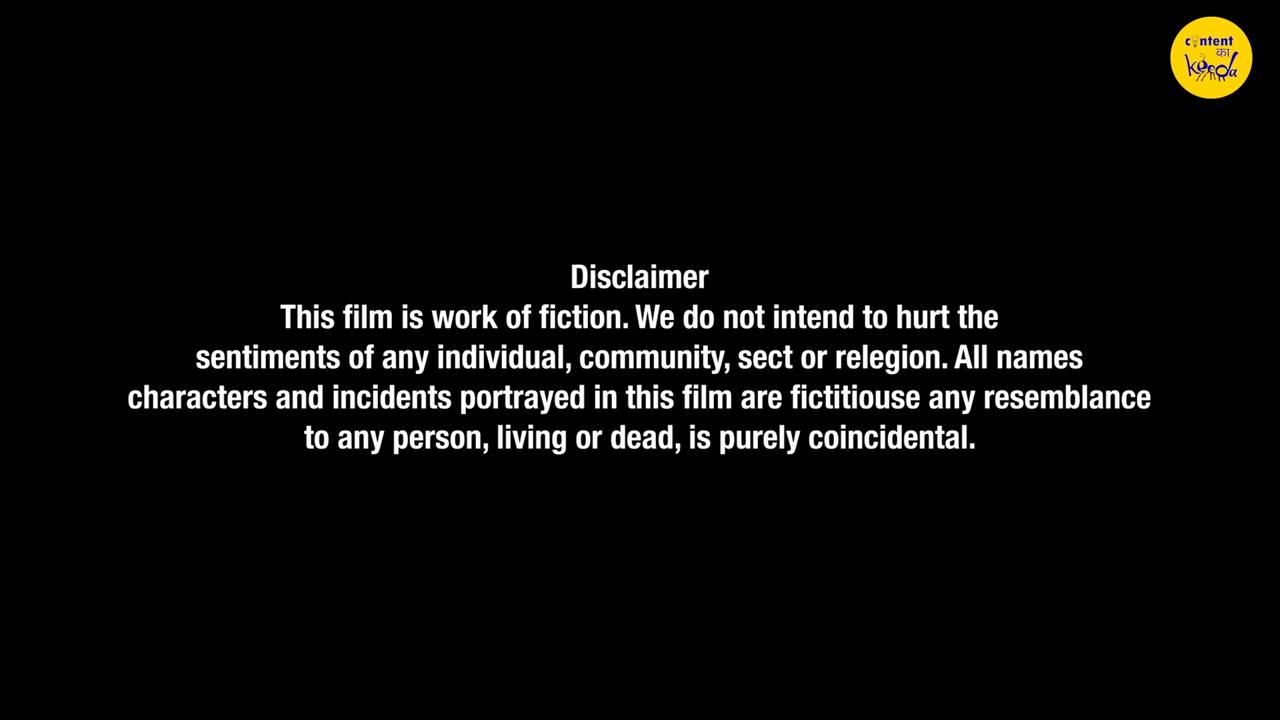 content
का
keeda
Disclaimer
This film is work of fiction. We do not intend to hurt the
sentiments of any individual, community, sect or relegion. All names
characters and incidents portrayed in this film are fictitiouse any resemblance
to any person, living or dead, is purely coincidental.